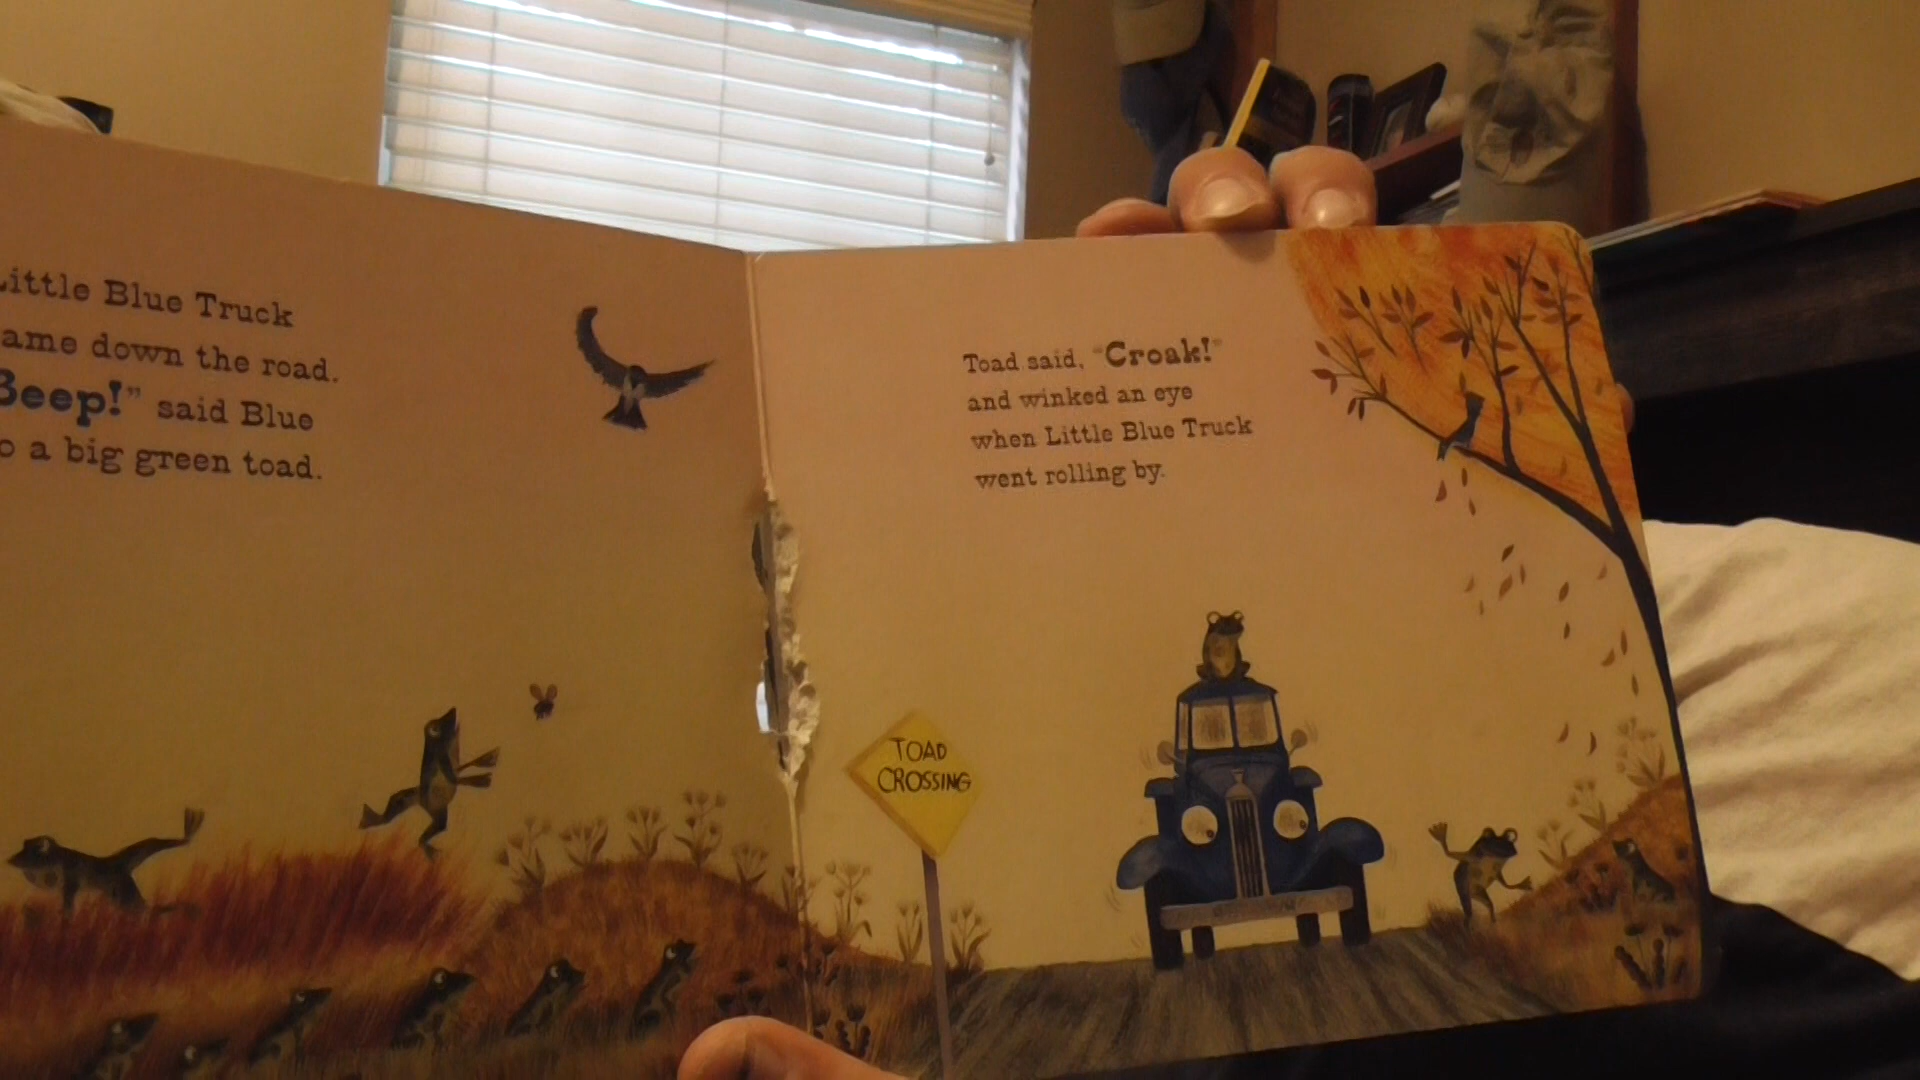 Little Blue Truck
ame down the road.
Beep!" said Blue
o a big green toad.
Toad said, "Croak!"
and winked an eye
when Little Blue Truck
went rolling by.
TOAD
CROSSING